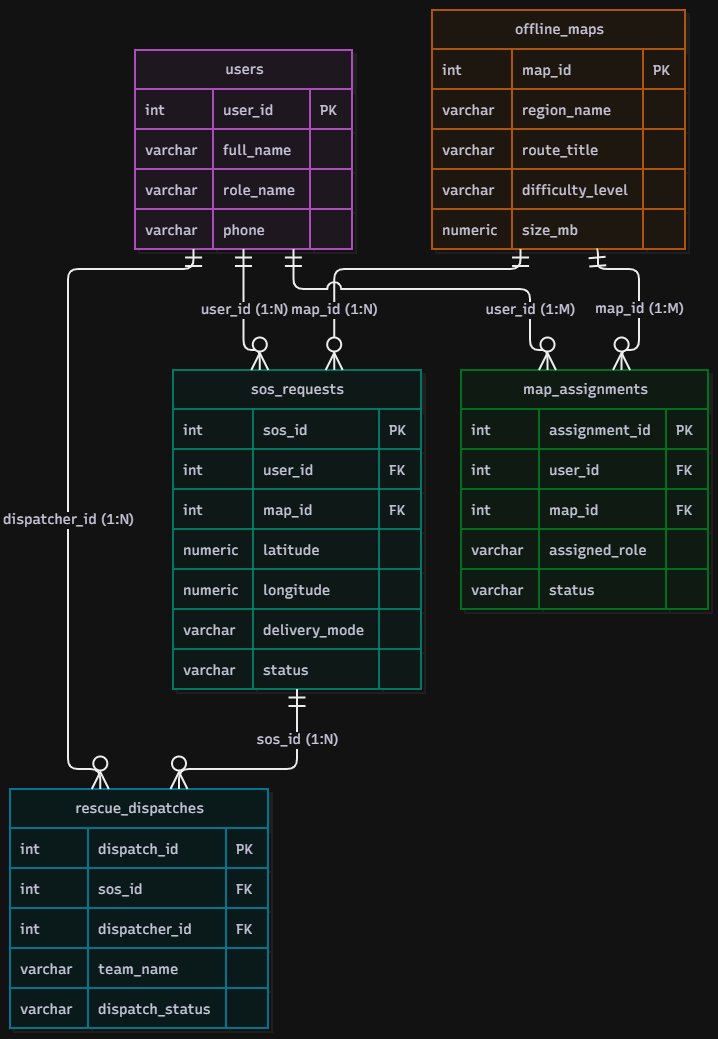 offline_maps
int map_id PK
varchar region_name
varchar route_title
varchar difficulty_level
numeric size_mb
users
int user_id PK
varchar full_name
varchar role_name
varchar phone
user_id (1:N)
map_id (1:N)
user_id (1:M)
map_id (1:M)
sos_requests
int sos_id PK
int user_id FK
int map_id FK
numeric latitude
numeric longitude
varchar delivery_mode
varchar status
map_assignments
int assignment_id PK
int user_id FK
int map_id FK
varchar assigned_role
varchar status
dispatcher_id (1:N)
sos_id (1:N)
rescue_dispatches
int dispatch_id PK
int sos_id FK
int dispatcher_id FK
varchar team_name
varchar dispatch_status